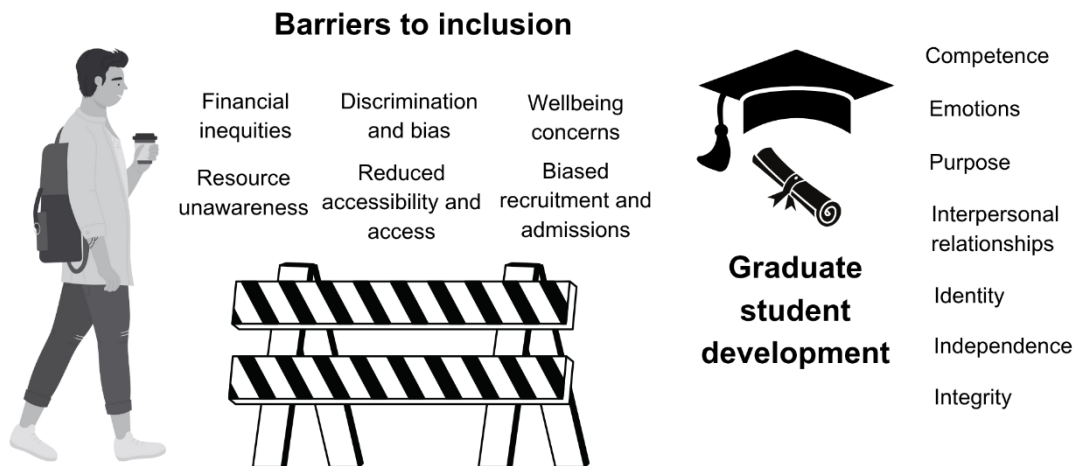 Barriers to inclusion
Financial
inequities
Discrimination
and bias
Wellbeing
concerns
Resource
unawareness
Reduced
accessibility and
access
Biased
recruitment and
admissions
Graduate
student
development
Competence
Emotions
Purpose
Interpersonal
relationships
Identity
Independence
Integrity